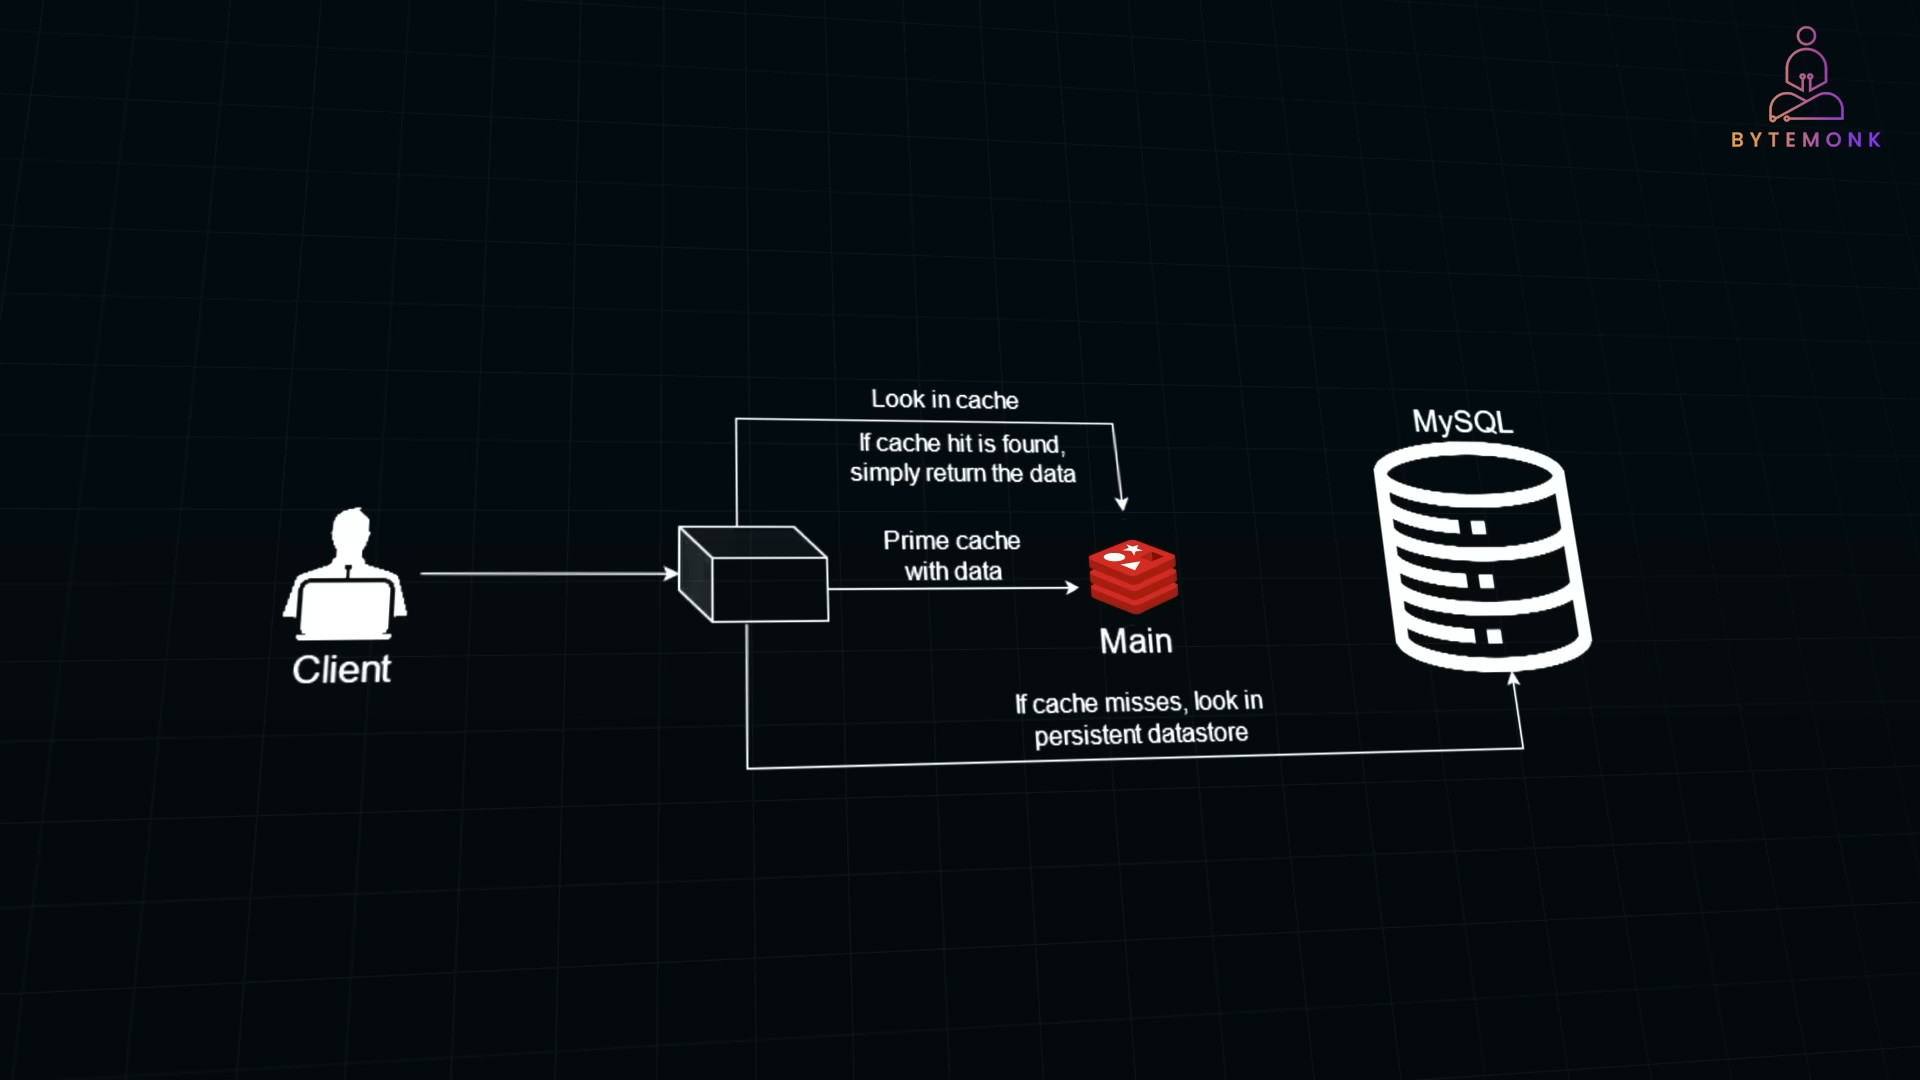 BYTEMONK
Look in cache
If cache hit is found,
simply return the data
MySQL
Prime cache
with data
Client
Main
If cache misses, look in
persistent datastore